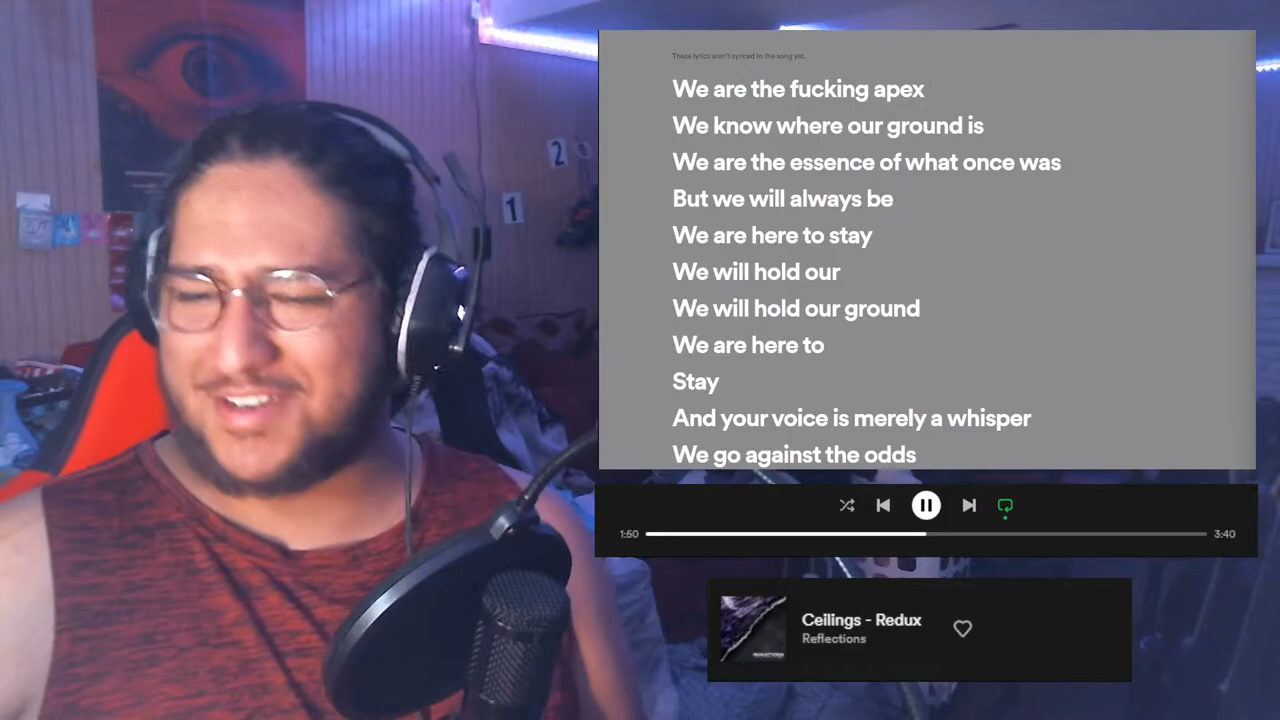 These lyrics aren't synced to the song yet.
We are the fucking apex
We know where our ground is
We are the essence of what once was
But we will always be
We are here to stay
We will hold our
We will hold our ground
We are here to
Stay
And your voice is merely a whisper
We go against the odds
2
1
1:50
3:40
Ceilings - Redux
Reflections